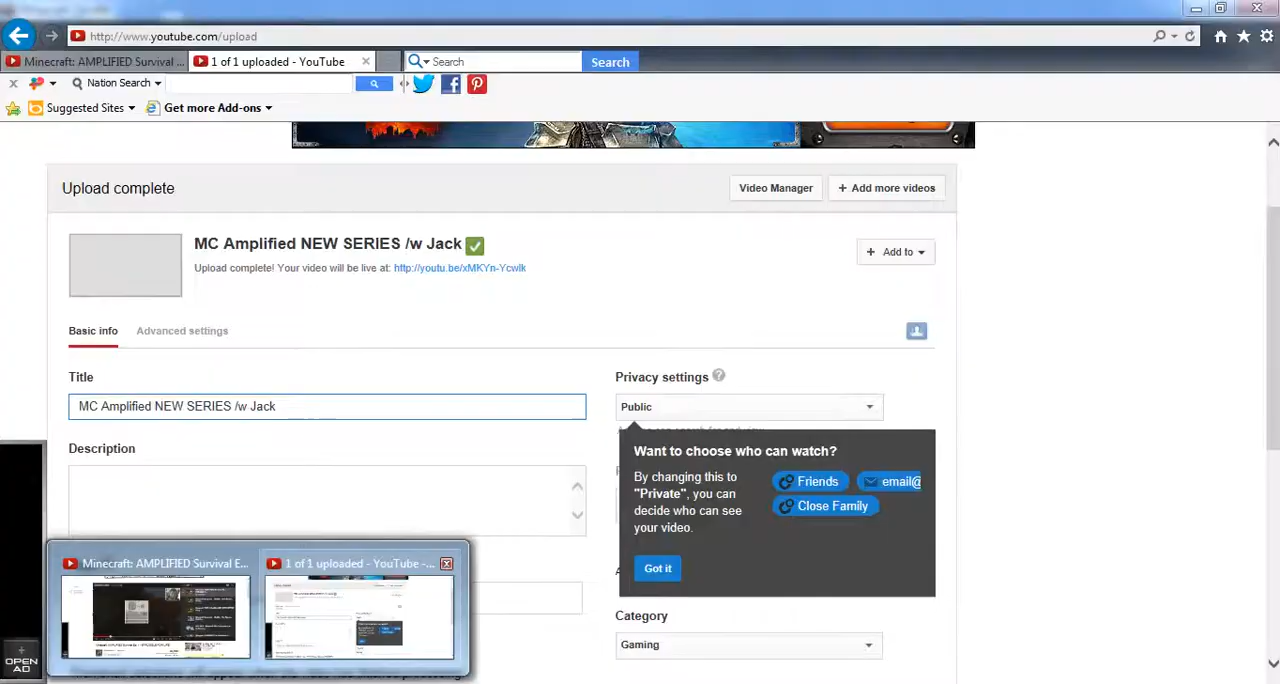 http://www.youtube.com/upload
Minecraft: AMPLIFIED Survival ...
1 of 1 uploaded - YouTube
Search
Search
Nation Search
Suggested Sites
Get more Add-ons
Upload complete
Video Manager
+ Add more videos
MC Amplified NEW SERIES /w Jack
Upload complete! Your video will be live at: http://youtu.be/xMKYn-Ycwlk
+ Add to
Basic info
Advanced settings
Title
Privacy settings
MC Amplified NEW SERIES /w Jack
Public
Description
Want to choose who can watch?
By changing this to
"Private", you can
decide who can see
your video.
Friends
email@
Close Family
Got it
Minecraft: AMPLIFIED Survival E...
1 of 1 uploaded - YouTube -...
Category
Gaming
OPEN
AD